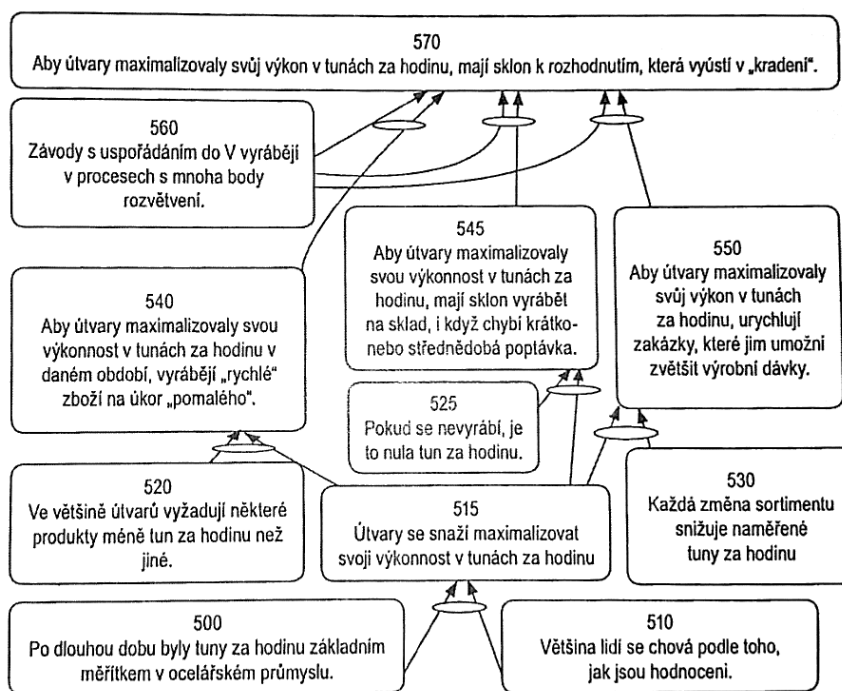 570
Aby útvary maximalizovaly svůj výkon v tunách za hodinu, mají sklon k rozhodnutím, která vyústí v „kradení“.
560
Závody s uspořádáním do V vyrábějí
v procesech s mnoha body
rozvětvení.
545
Aby útvary maximalizovaly
svou výkonnost v tunách za
hodinu, mají sklon vyrábět
na sklad, i když chybí krátko-
nebo střednědobá poptávka.
550
Aby útvary maximalizovaly
svůj výkon v tunách
za hodinu, urychlují
zakázky, které jim umožní
zvětšit výrobní dávky.
540
Aby útvary maximalizovaly svou
výkonnost v tunách za hodinu v
daném období, vyrábějí „rychlé“
zboží na úkor „pomalého“.
525
Pokud se nevyrábí, je
to nula tun za hodinu.
520
Ve většině útvarů vyžadují některé
produkty méně tun za hodinu než
jiné.
515
Útvary se snaží maximalizovat
svoji výkonnost v tunách za hodinu
530
Každá změna sortimentu
snižuje naměřené
tuny za hodinu
500
Po dlouhou dobu byly tuny za hodinu základním
měřítkem v ocelářském průmyslu.
510
Většina lidí se chová podle toho,
jak jsou hodnoceni.